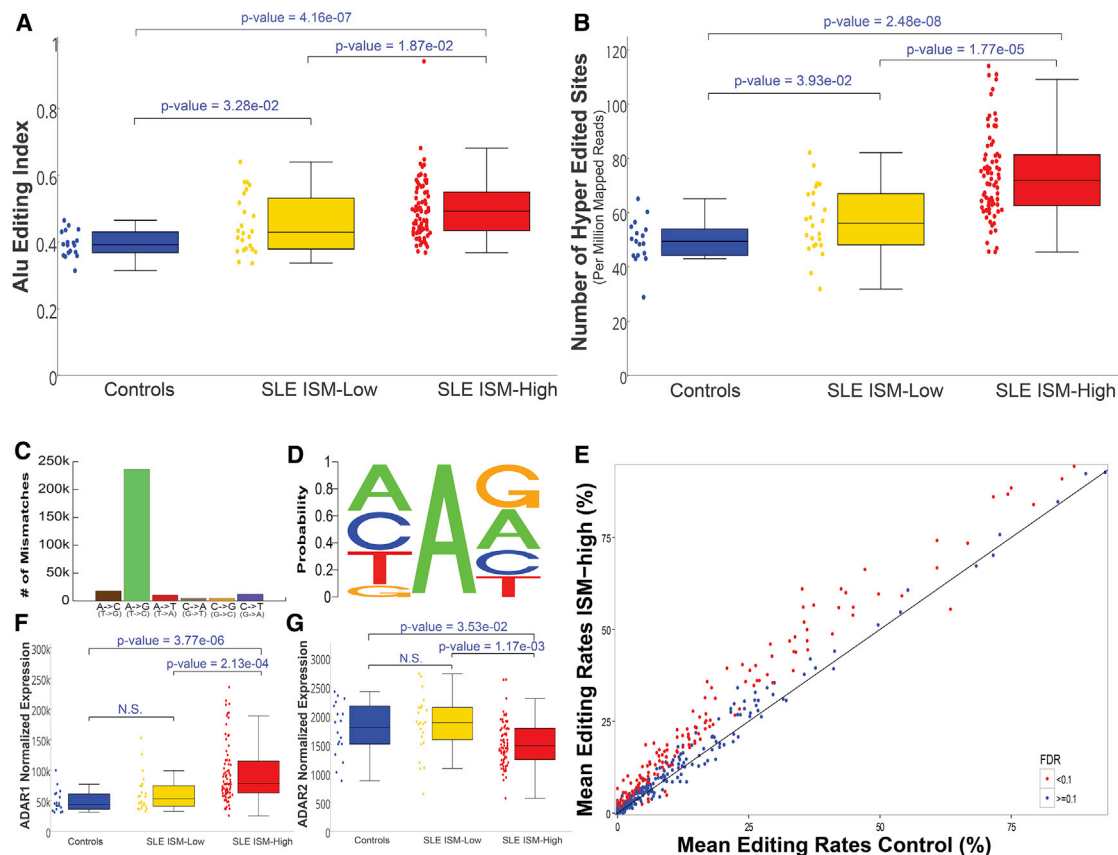 A
p-value = 4.16e-07
p-value = 1.87e-02
p-value = 3.28e-02
Alu Editing Index
1
0.8
0.6
0.4
0.2
0
Controls
SLE ISM-Low
SLE ISM-High
B
p-value = 2.48e-08
p-value = 1.77e-05
p-value = 3.93e-02
Number of Hyper Edited Sites
(Per Million Mapped Reads)
120
100
80
60
40
20
0
Controls
SLE ISM-Low
SLE ISM-High
C
# of Mismatches
250k
200k
150k
100k
50k
0
A->C
A->G
A->T
C->A
C->G
C->T
(T->G)
(T->C)
(T->A)
(G->T)
(G->C)
(G->A)
D
Probability
1
0.8
0.6
0.4
0.2
0
A
C
T
G
A
G
A
C
T
E
Mean Editing Rates ISM−high (%)
75
50
25
0
0
25
50
75
Mean Editing Rates Control (%)
FDR
<0.1
>=0.1
F
p-value = 3.77e-06
p-value = 2.13e-04
N.S.
ADAR1 Normalized Expression
300k
250k
200k
150k
100k
50k
0
Controls
SLE ISM-Low
SLE ISM-High
G
p-value = 3.53e-02
p-value = 1.17e-03
N.S.
ADAR2 Normalized Expression
3000
2500
2000
1500
1000
500
0
Controls
SLE ISM-Low
SLE ISM-High